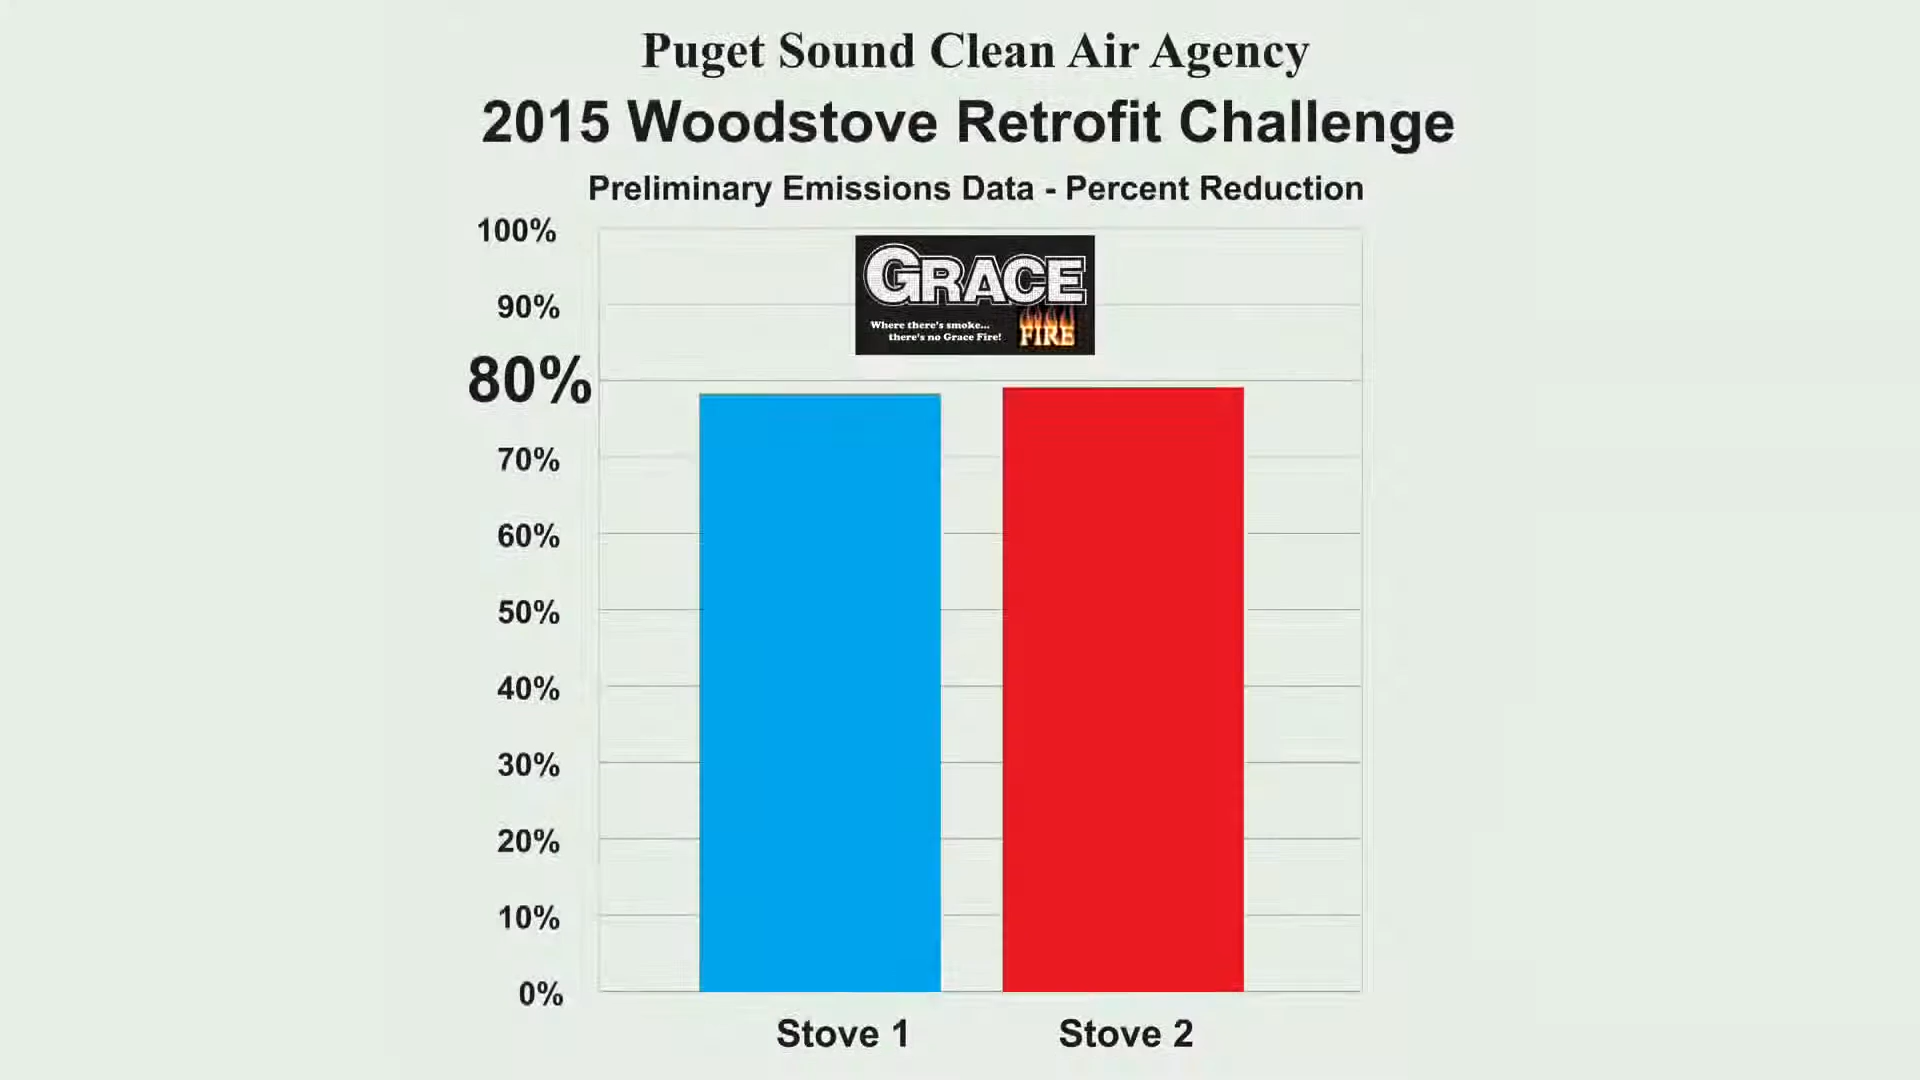 Puget Sound Clean Air Agency
2015 Woodstove Retrofit Challenge
Preliminary Emissions Data - Percent Reduction
100%
GRACE
Where there's smoke...
there's no Grace Fire!
FIRE
90%
80%
70%
60%
50%
40%
30%
20%
10%
0%
Stove 1 Stove 2